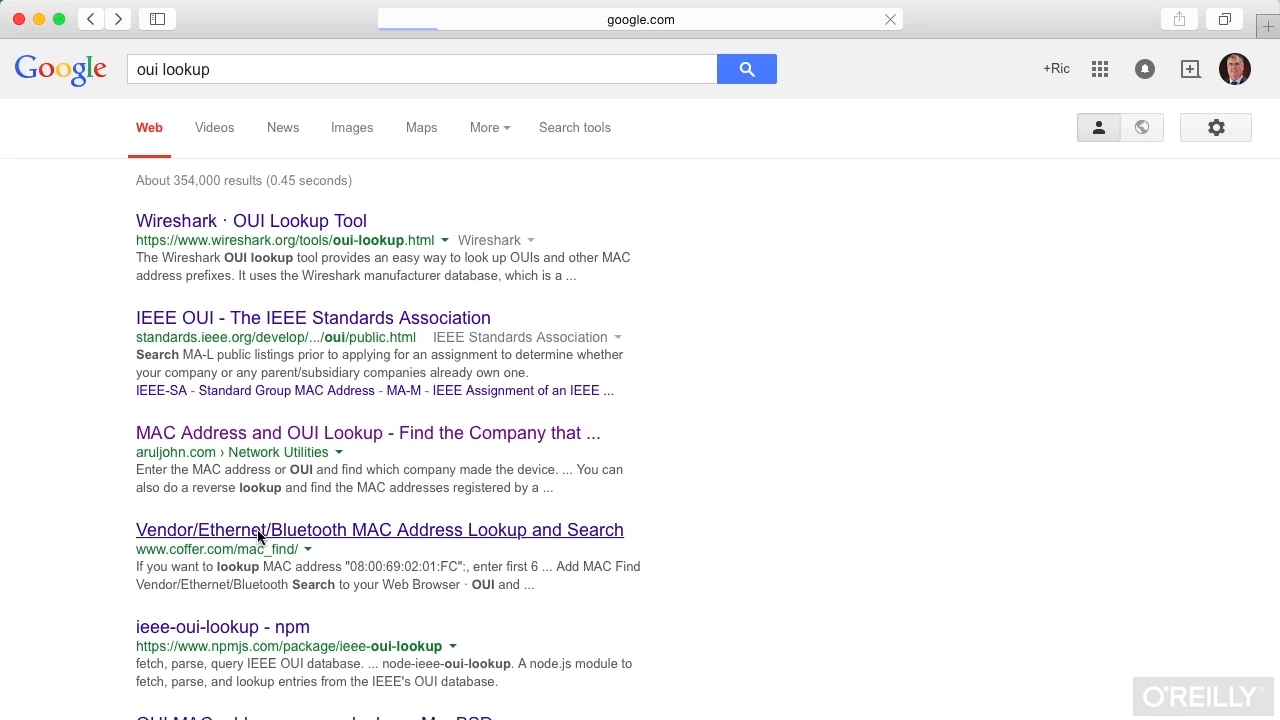 google.com
Google
oui lookup
+Ric
Web Videos News Images Maps More Search tools
About 354,000 results (0.45 seconds)
Wireshark · OUI Lookup Tool
https://www.wireshark.org/tools/oui-lookup.html Wireshark
The Wireshark OUI lookup tool provides an easy way to look up OUIs and other MAC
address prefixes. It uses the Wireshark manufacturer database, which is a ...
IEEE OUI - The IEEE Standards Association
standards.ieee.org/develop/.../oui/public.html IEEE Standards Association
Search MA-L public listings prior to applying for an assignment to determine whether
your company or any parent/subsidiary companies already own one.
IEEE-SA - Standard Group MAC Address - MA-M - IEEE Assignment of an IEEE ...
MAC Address and OUI Lookup - Find the Company that ...
aruljohn.com › Network Utilities
Enter the MAC address or OUI and find which company made the device. ... You can
also do a reverse lookup and find the MAC addresses registered by a ...
Vendor/Ethernet/Bluetooth MAC Address Lookup and Search
www.coffer.com/mac_find/
If you want to lookup MAC address "08:00:69:02:01:FC":, enter first 6 ... Add MAC Find
Vendor/Ethernet/Bluetooth Search to your Web Browser · OUI and ...
ieee-oui-lookup - npm
https://www.npmjs.com/package/ieee-oui-lookup
fetch, parse, query IEEE OUI database. ... node-ieee-oui-lookup. A node.js module to
fetch, parse, and lookup entries from the IEEE's OUI database.
O'REILLY